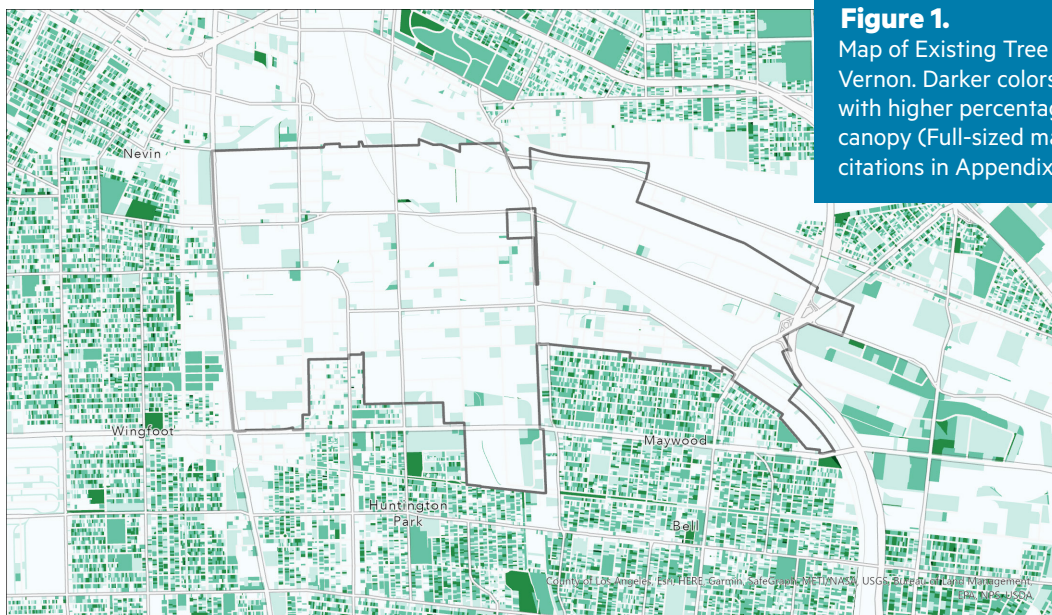 Figure 1.
Map of Existing Tree
Vernon. Darker colors
with higher percentag
canopy (Full-sized ma
citations in Appendix
Nevin
Wingfoot
Maywood
Huntington
Park
Bell
County of Los Angeles, Esri, HERE, Garmin, SafeGraph, METI/NASA, USGS, Bureau of Land Management,
EPA, NPS, USDA